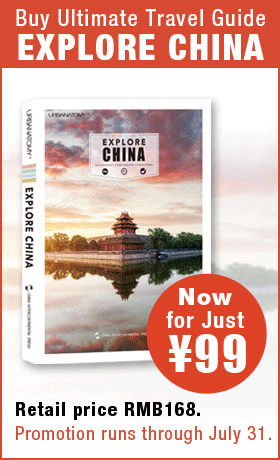 Buy Ultimate Travel Guide
EXPLORE CHINA
URBANATOMY
URBANATOMY
EXPLORE
CHINA
EXPLORE CHINA
Now
for Just
¥99
Retail price RMB168.
Promotion runs through July 31.